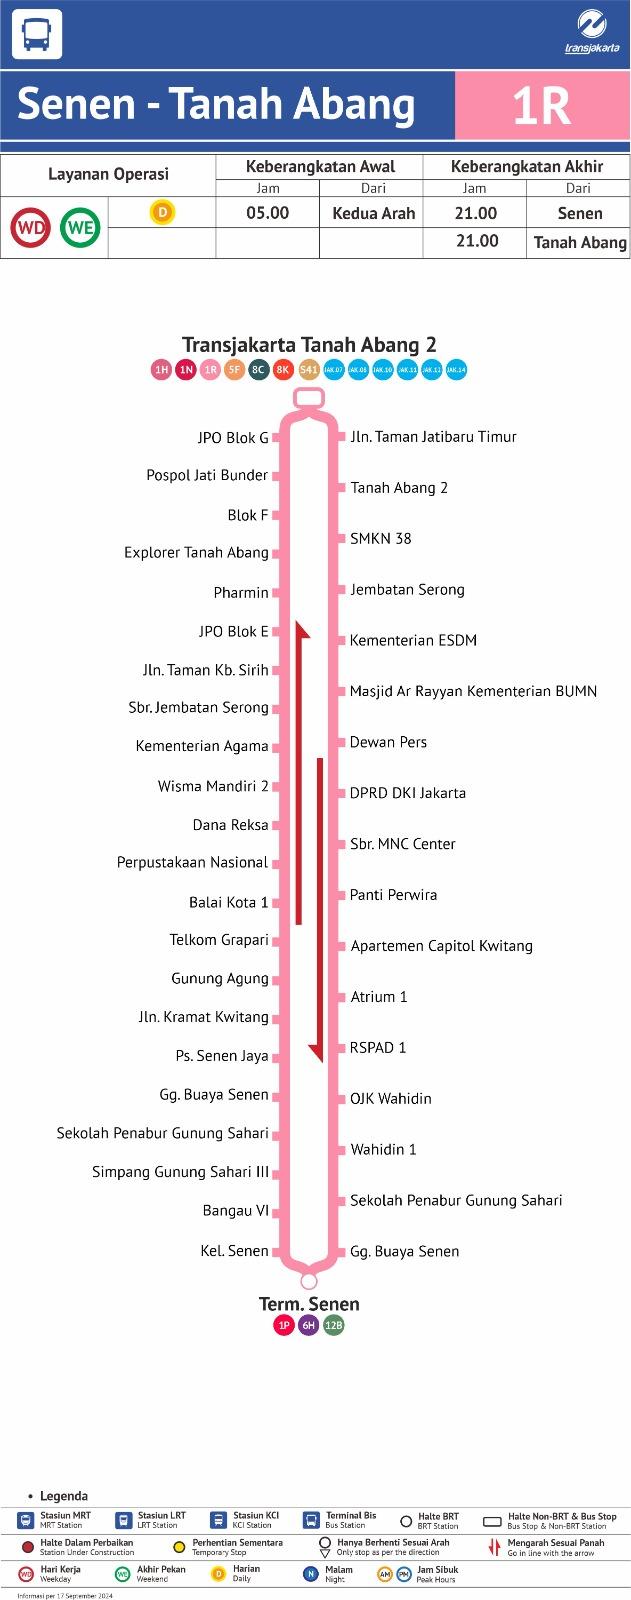 transjakarta
Senen - Tanah Abang
1R
Layanan Operasi
Keberangkatan Awal
Keberangkatan Akhir
Jam
Dari
Jam
Dari
WD WE D
05.00
Kedua Arah
21.00
Senen
21.00
Tanah Abang
Transjakarta Tanah Abang 2
1H 1N 1R 5F 8C 8K S41 JAK.07 JAK.08 JAK.10 JAK.11 JAK.14
JPO Blok G
Pospol Jati Bunder
Blok F
Explorer Tanah Abang
Pharmin
JPO Blok E
Jln. Taman Kb. Sirih
Sbr. Jembatan Serong
Kementerian Agama
Wisma Mandiri 2
Dana Reksa
Perpustakaan Nasional
Balai Kota 1
Telkom Grapari
Gunung Agung
Jln. Kramat Kwitang
Ps. Senen Jaya
Gg. Buaya Senen
Sekolah Penabur Gunung Sahari
Simpang Gunung Sahari III
Bangau VI
Kel. Senen
Jln. Taman Jatibaru Timur
Tanah Abang 2
SMKN 38
Jembatan Serong
Kementerian ESDM
Masjid Ar Rayyan Kementerian BUMN
Dewan Pers
DPRD DKI Jakarta
Sbr. MNC Center
Panti Perwira
Apartemen Capitol Kwitang
Atrium 1
RSPAD 1
OJK Wahidin
Wahidin 1
Sekolah Penabur Gunung Sahari
Gg. Buaya Senen
Term. Senen
1P 6H 12B
• Legenda
Stasiun MRT
MRT Station
Stasiun LRT
LRT Station
Stasiun KCI
KCI Station
Terminal Bis
Bus Station
Halte BRT
BRT Station
Halte Non-BRT & Bus Stop
Bus Stop & Non-BRT Station
Halte Dalam Perbaikan
Station Under Construction
Perhentian Sementara
Temporary Stop
Hanya Berhenti Sesuai Arah
Only stop as per the direction
Mengarah Sesuai Panah
Go in line with the arrow
WD
Hari Kerja
Weekday
WE
Akhir Pekan
Weekend
D
Harian
Daily
N
Malam
Night
AM PM
Jam Sibuk
Peak Hours
Informasi per 17 September 2024